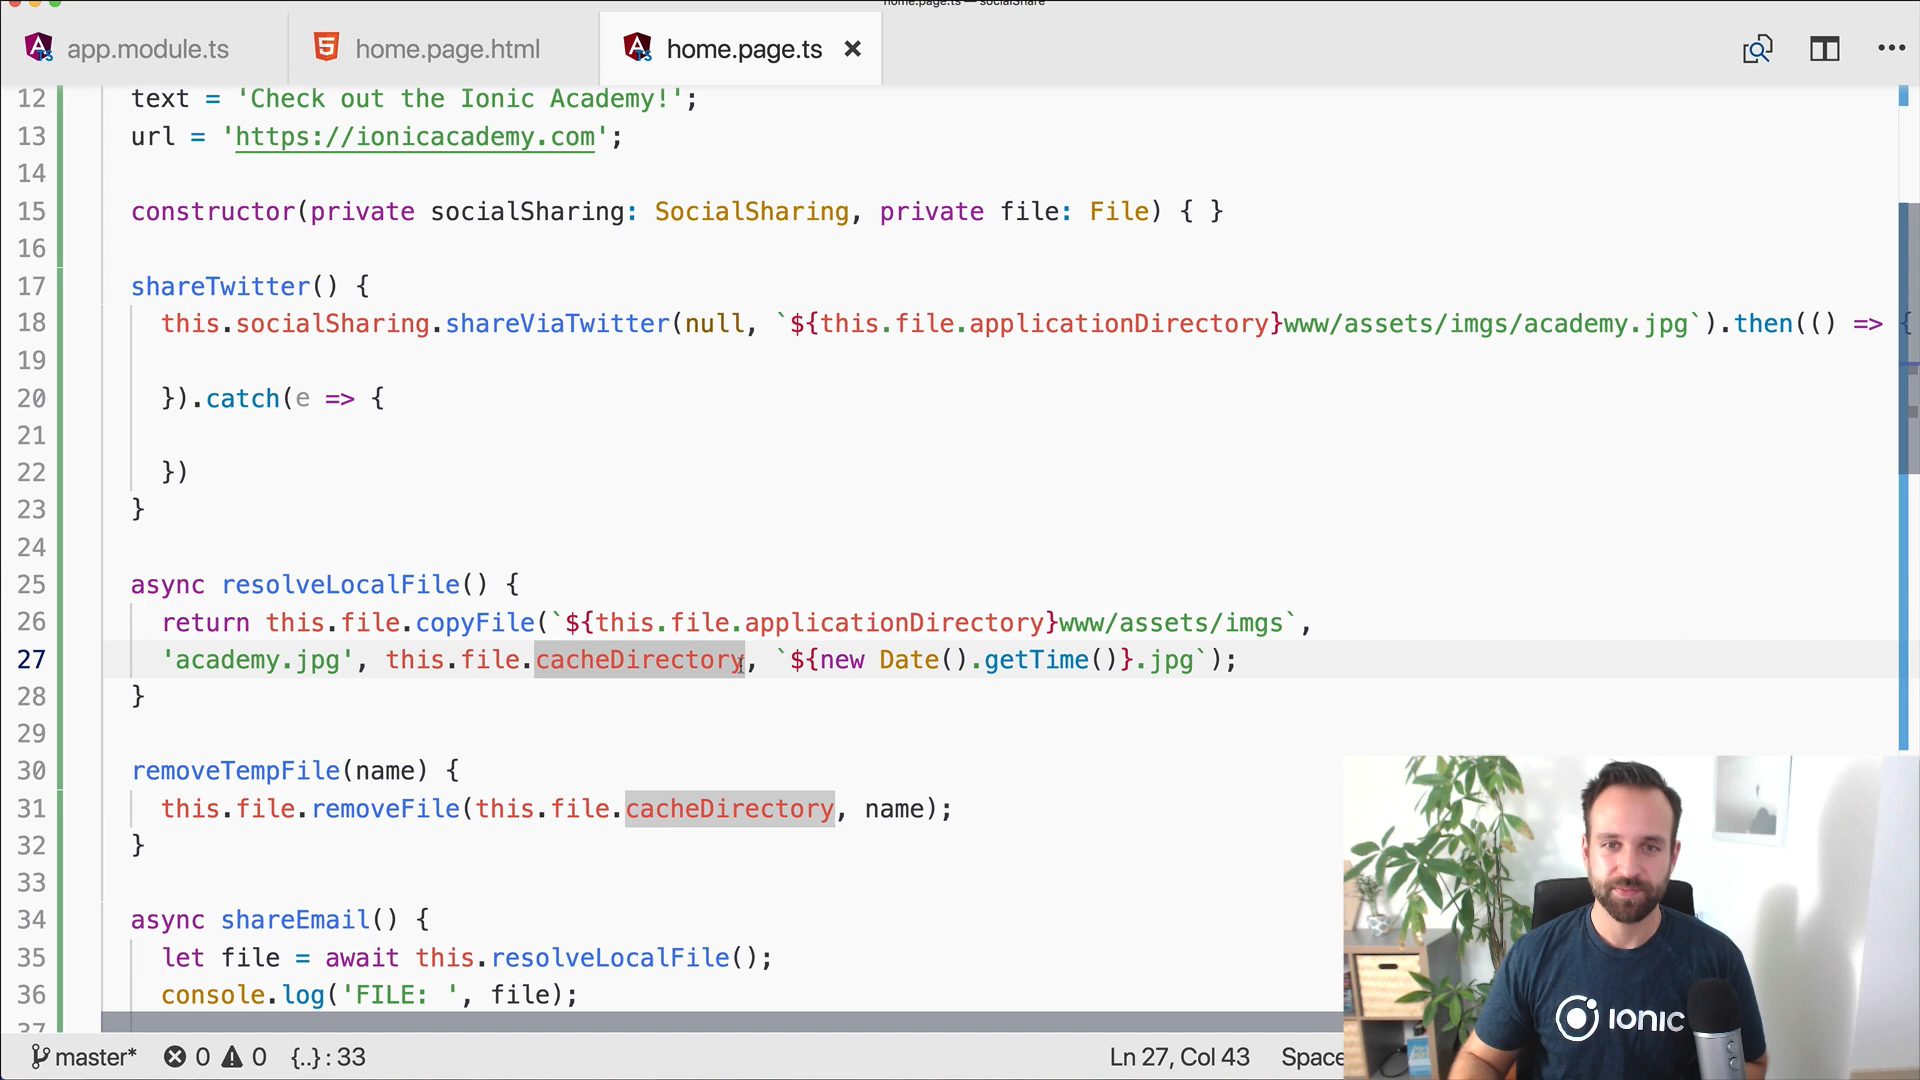 home.page.ts — socialShare
app.module.ts
home.page.html
home.page.ts
12 text = 'Check out the Ionic Academy!';
13 url = 'https://ionicacademy.com';
14
15 constructor(private socialSharing: SocialSharing, private file: File) { }
16
17 shareTwitter() {
18 this.socialSharing.shareViaTwitter(null, `${this.file.applicationDirectory}www/assets/imgs/academy.jpg`).then(() => {
19
20 }).catch(e => {
21
22 })
23 }
24
25 async resolveLocalFile() {
26 return this.file.copyFile(`${this.file.applicationDirectory}www/assets/imgs`,
27 'academy.jpg', this.file.cacheDirectory, `${new Date().getTime()}.jpg`);
28 }
29
30 removeTempFile(name) {
31 this.file.removeFile(this.file.cacheDirectory, name);
32 }
33
34 async shareEmail() {
35 let file = await this.resolveLocalFile();
36 console.log('FILE: ', file);
37
ionic
master* 0 0 {..} : 33 Ln 27, Col 43